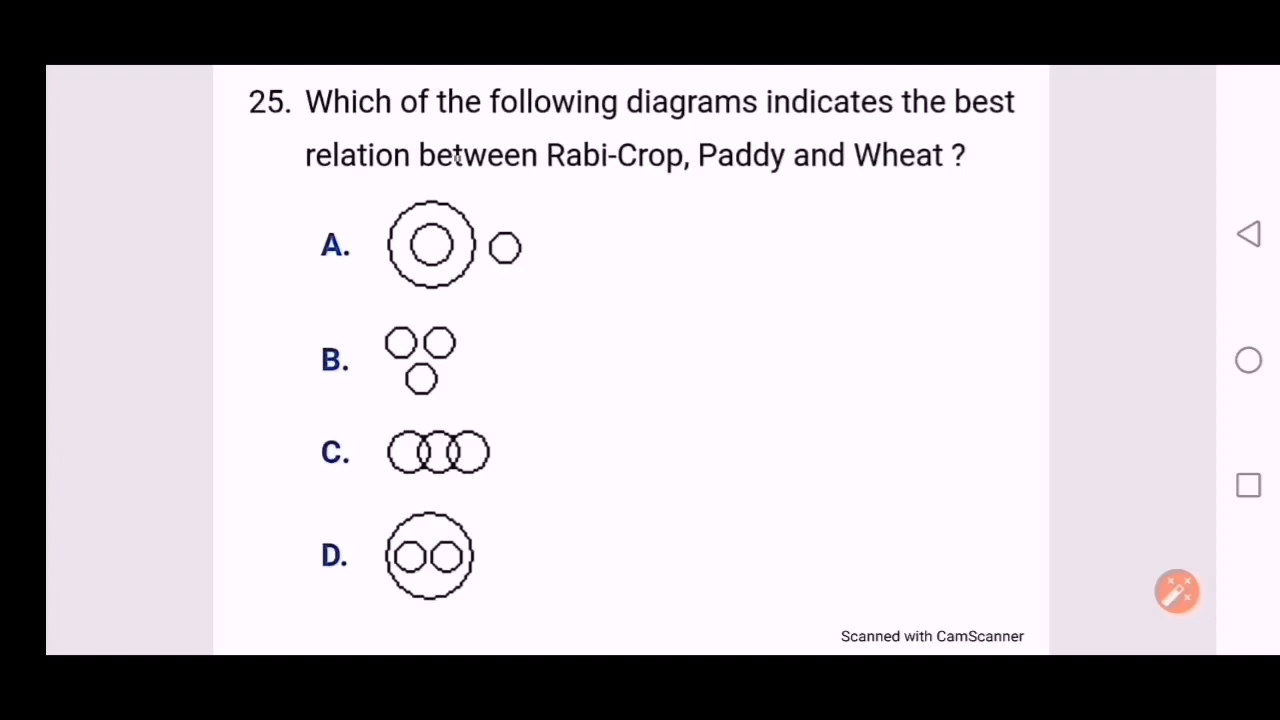 25. Which of the following diagrams indicates the best
relation between Rabi-Crop, Paddy and Wheat ?
A.
B.
C.
D.
Scanned with CamScanner